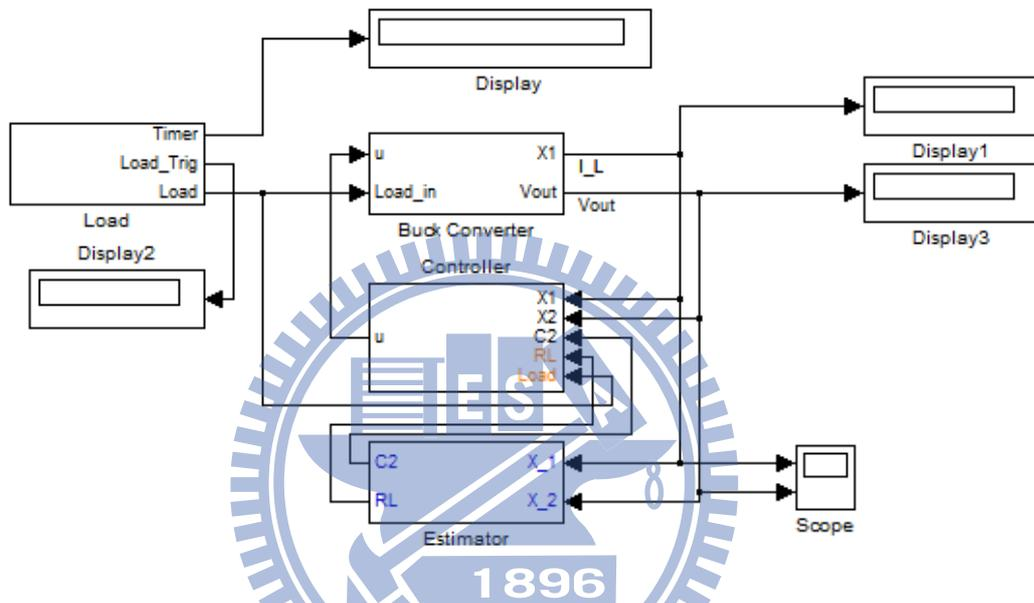 Display
Timer
Load_Trig
Load
Load
Display2
u
Load_in
X1
Vout
Buck Converter
I_L
Vout
Display1
Display3
Controller
u
X1
X2
C2
RL
Load
C2
RL
X_1
X_2
Estimator
Scope
ES
A
8
1896